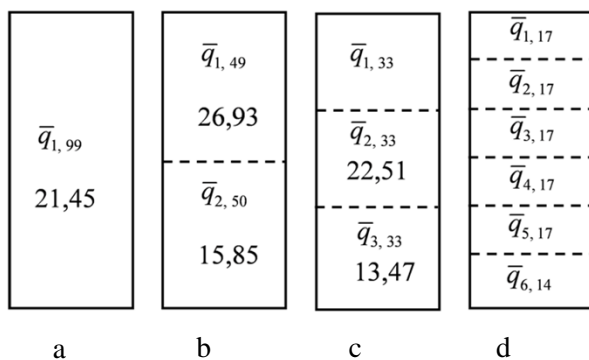 q̅1, 99
21,45
a
q̅1, 49
26,93
q̅2, 50
15,85
b
q̅1, 33
q̅2, 33
22,51
q̅3, 33
13,47
c
q̅1, 17
q̅2, 17
q̅3, 17
q̅4, 17
q̅5, 17
q̅6, 14
d